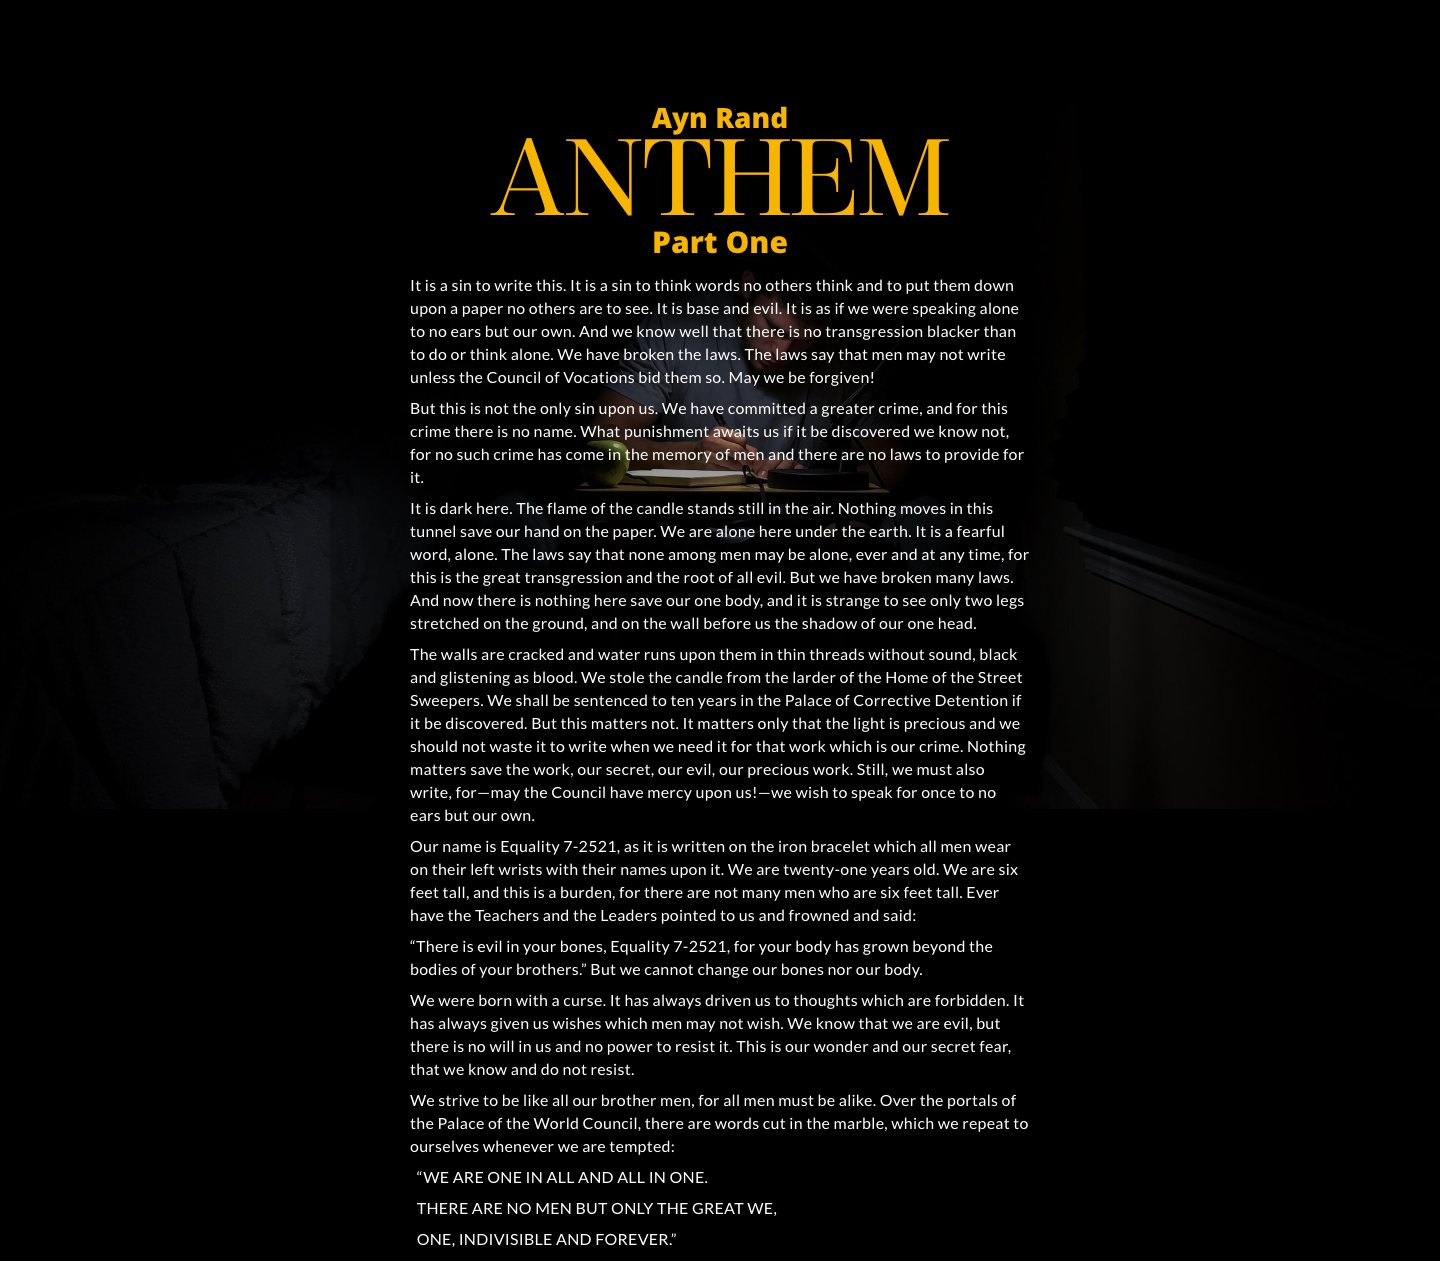 Ayn Rand
ANTHEM
Part One
It is a sin to write this. It is a sin to think words no others think and to put them down
upon a paper no others are to see. It is base and evil. It is as if we were speaking alone
to no ears but our own. And we know well that there is no transgression blacker than
to do or think alone. We have broken the laws. The laws say that men may not write
unless the Council of Vocations bid them so. May we be forgiven!
But this is not the only sin upon us. We have committed a greater crime, and for this
crime there is no name. What punishment awaits us if it be discovered we know not,
for no such crime has come in the memory of men and there are no laws to provide for
it.
It is dark here. The flame of the candle stands still in the air. Nothing moves in this
tunnel save our hand on the paper. We are alone here under the earth. It is a fearful
word, alone. The laws say that none among men may be alone, ever and at any time, for
this is the great transgression and the root of all evil. But we have broken many laws.
And now there is nothing here save our one body, and it is strange to see only two legs
stretched on the ground, and on the wall before us the shadow of our one head.
The walls are cracked and water runs upon them in thin threads without sound, black
and glistening as blood. We stole the candle from the larder of the Home of the Street
Sweepers. We shall be sentenced to ten years in the Palace of Corrective Detention if
it be discovered. But this matters not. It matters only that the light is precious and we
should not waste it to write when we need it for that work which is our crime. Nothing
matters save the work, our secret, our evil, our precious work. Still, we must also
write, for—may the Council have mercy upon us!—we wish to speak for once to no
ears but our own.
Our name is Equality 7-2521, as it is written on the iron bracelet which all men wear
on their left wrists with their names upon it. We are twenty-one years old. We are six
feet tall, and this is a burden, for there are not many men who are six feet tall. Ever
have the Teachers and the Leaders pointed to us and frowned and said:
“There is evil in your bones, Equality 7-2521, for your body has grown beyond the
bodies of your brothers.” But we cannot change our bones nor our body.
We were born with a curse. It has always driven us to thoughts which are forbidden. It
has always given us wishes which men may not wish. We know that we are evil, but
there is no will in us and no power to resist it. This is our wonder and our secret fear,
that we know and do not resist.
We strive to be like all our brother men, for all men must be alike. Over the portals of
the Palace of the World Council, there are words cut in the marble, which we repeat to
ourselves whenever we are tempted:
“WE ARE ONE IN ALL AND ALL IN ONE.
THERE ARE NO MEN BUT ONLY THE GREAT WE,
ONE, INDIVISIBLE AND FOREVER.”